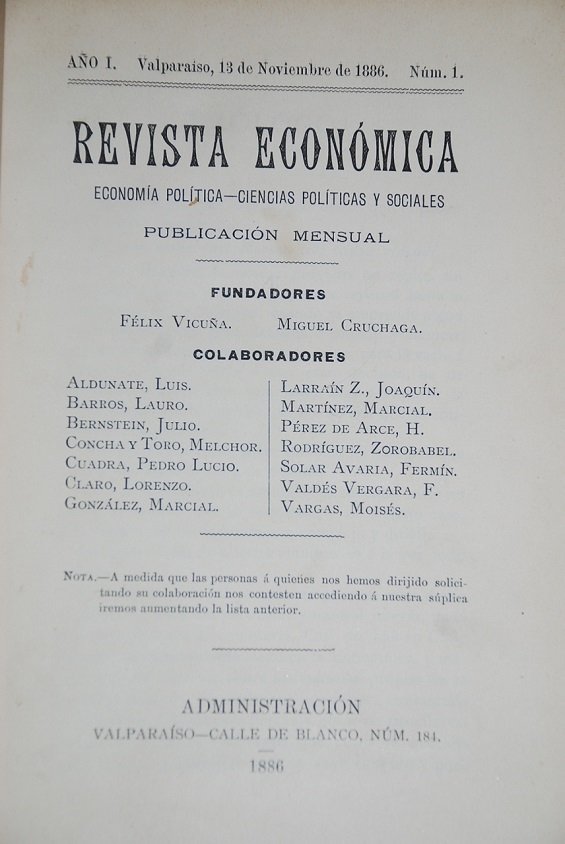 AÑO I. Valparaíso, 13 de Noviembre de 1886. Núm. 1.
REVISTA ECONÓMICA
ECONOMÍA POLÍTICA—CIENCIAS POLÍTICAS Y SOCIALES
PUBLICACIÓN MENSUAL
FUNDADORES
FÉLIX VICUÑA. MIGUEL CRUCHAGA.
COLABORADORES
ALDUNATE, LUIS.
BARROS, LAURO.
BERNSTEIN, JULIO.
CONCHA Y TORO, MELCHOR.
CUADRA, PEDRO LUCIO.
CLARO, LORENZO.
GONZÁLEZ, MARCIAL.
LARRAÍN Z., JOAQUÍN.
MARTÍNEZ, MARCIAL.
PÉREZ DE ARCE, H.
RODRÍGUEZ, ZOROBABEL.
SOLAR AVARIA, FERMÍN.
VALDÉS VERGARA, F.
VARGAS, MOISÉS.
NOTA.—A medida que las personas á quienes nos hemos dirijido solici-
tando su colaboración nos contesten accediendo á nuestra súplica
iremos aumentando la lista anterior.
ADMINISTRACIÓN
VALPARAÍSO—CALLE DE BLANCO, NÚM. 184.
1886